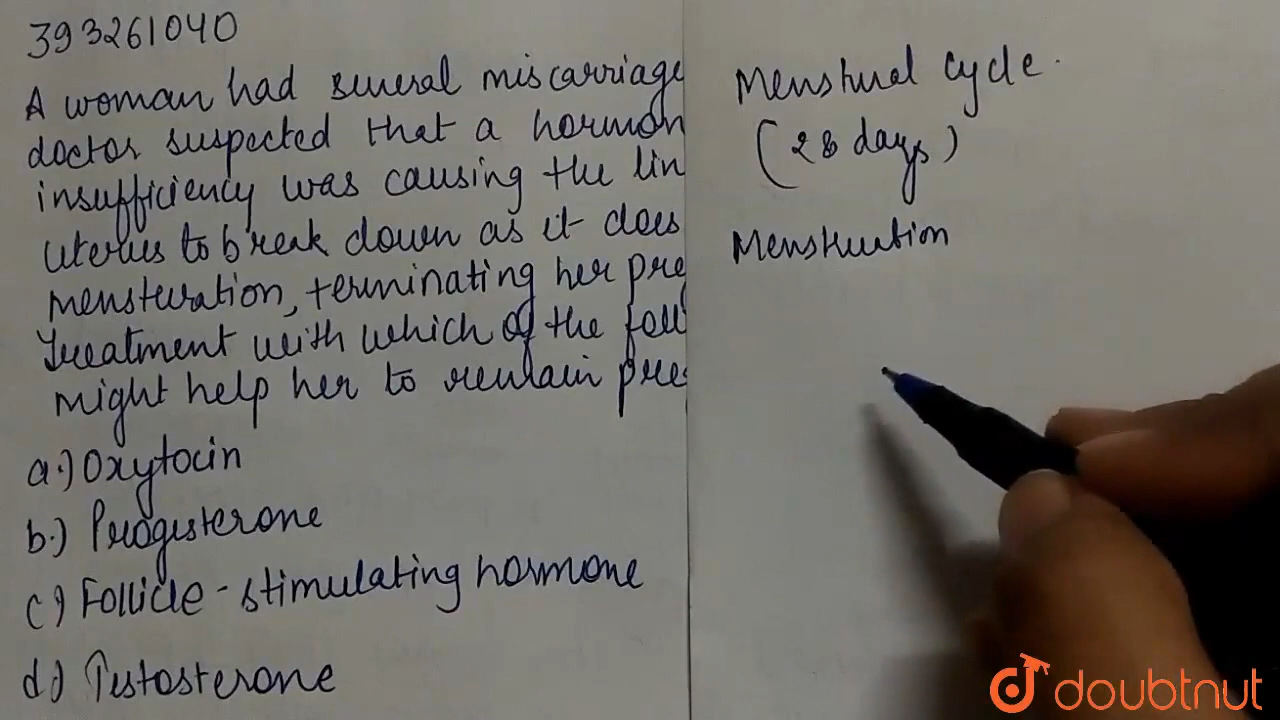 393261040
A woman had several miscarriage
doctor suspected that a hormon
insufficiency was causing the lin
uterus to break down as it does
menstruation, terminating her pre
Treatment with which of the foll
might help her to remain pre
a.) Oxytocin
b.) Progesterone
c.) Follicle-stimulating hormone
d.) Testosterone
Menstrual cycle.
(28 days)
Menstruation
doubtnut